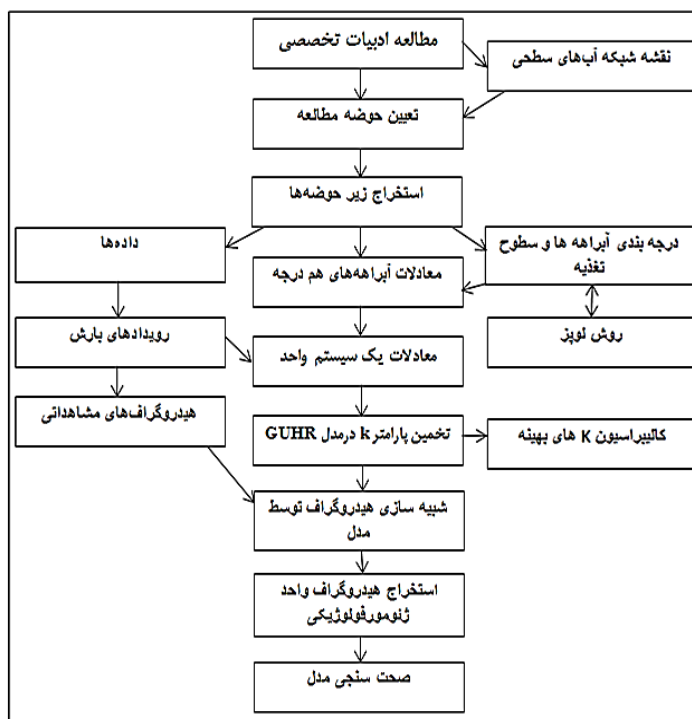 مطالعه ادبیات تخصصی
نقشه شبکه آب‌های سطحی
تعیین حوضه مطالعه
استخراج زیر حوضه‌ها
داده‌ها
درجه بندی آبراهه ها و سطوح
تغذیه
معادلات آبراهه‌های هم درجه
رویدادهای بارش
روش لوپز
معادلات یک سیستم واحد
هیدروگراف‌های مشاهداتی
تخمین پارامتر k درمدل GUHR
کالیبراسیون K های بهینه
شبیه سازی هیدروگراف توسط
مدل
استخراج هیدروگراف واحد
ژئومورفولوژیکی
صحت سنجی مدل